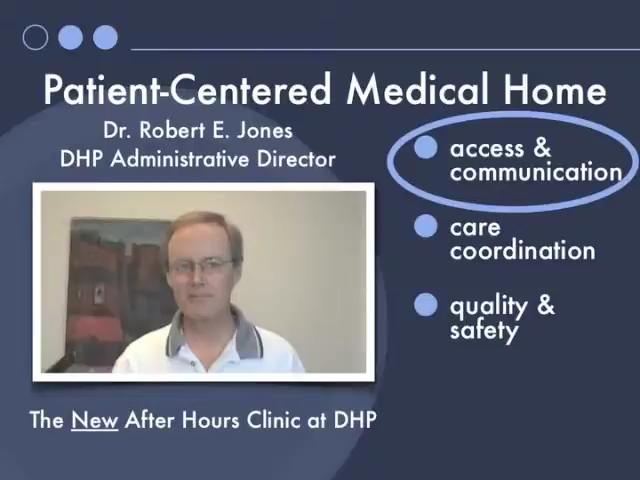 Patient-Centered Medical Home
Dr. Robert E. Jones
DHP Administrative Director
access &
communication
care
coordination
quality &
safety
The New After Hours Clinic at DHP